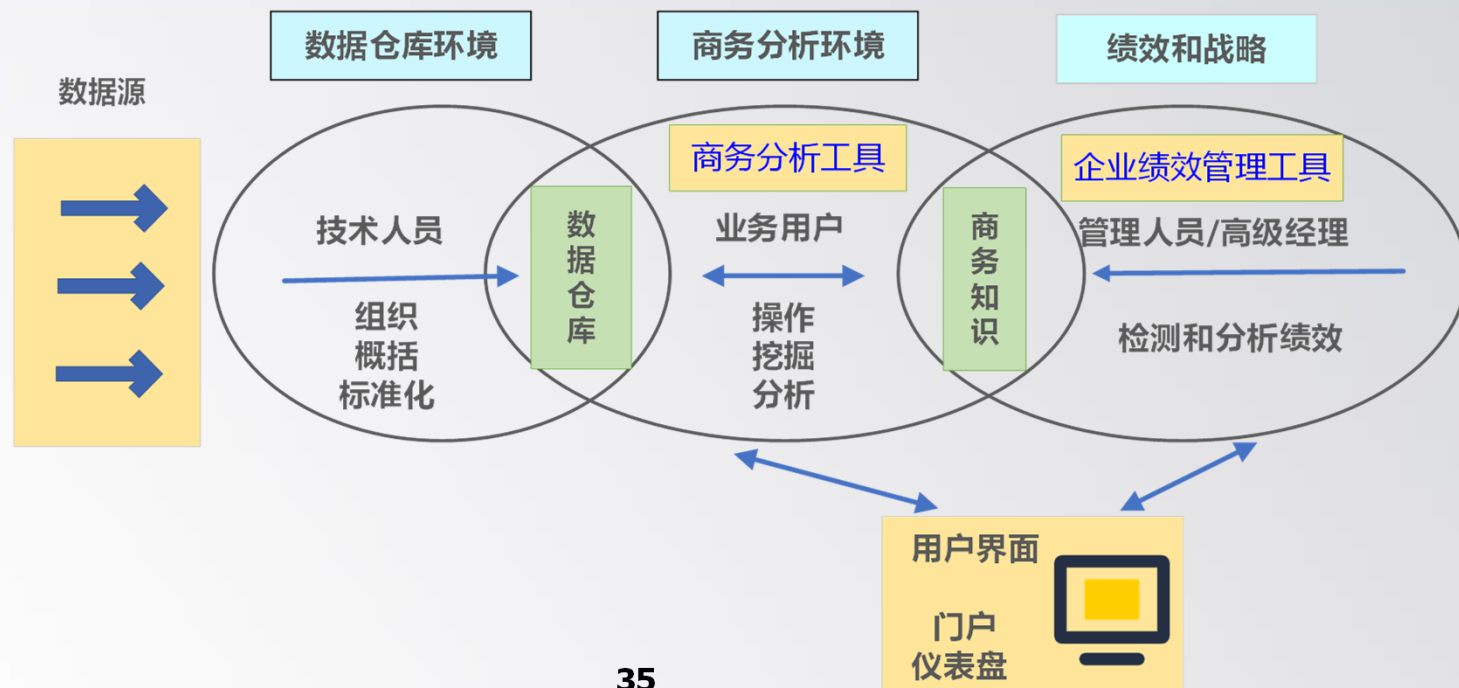 数据仓库环境
商务分析环境
绩效和战略
数据源
商务分析工具
企业绩效管理工具
技术人员
数据仓库
业务用户
商务知识
管理人员/高级经理
组织
概括
标准化
操作
挖掘
分析
检测和分析绩效
用户界面
门户
仪表盘
35